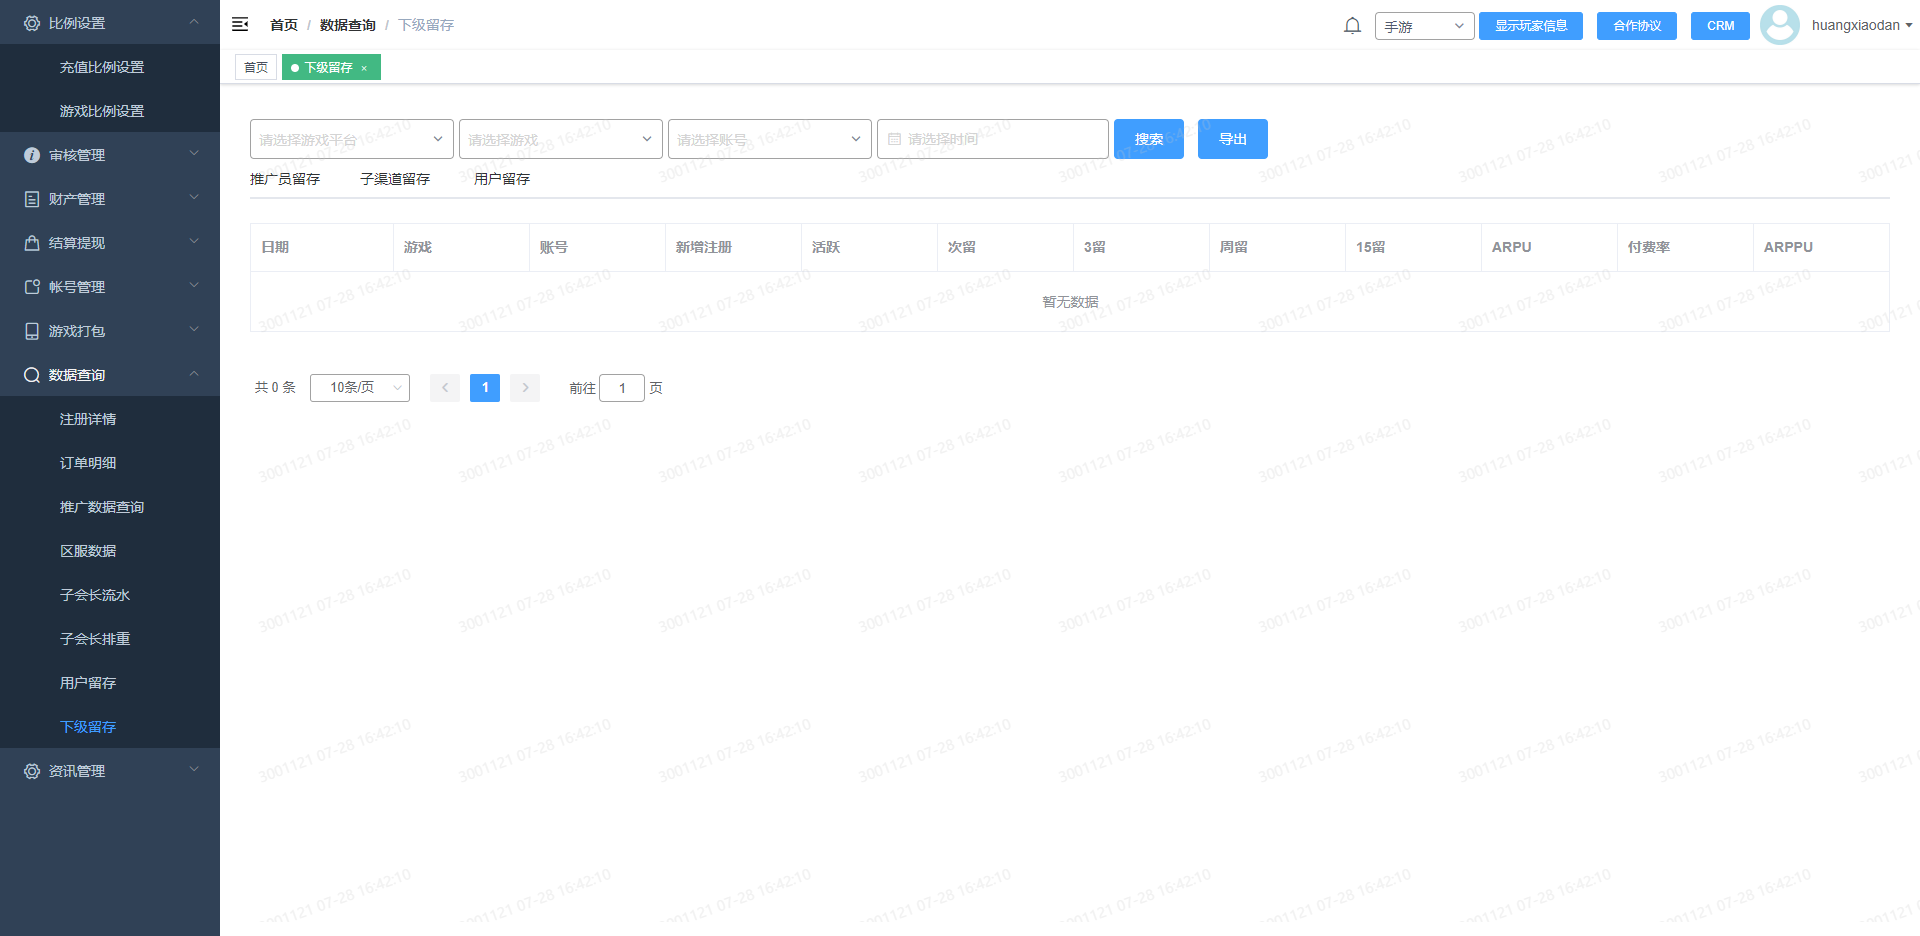 比例设置
充值比例设置
游戏比例设置
审核管理
财产管理
结算提现
帐号管理
游戏打包
数据查询
注册详情
订单明细
推广数据查询
区服数据
子会长流水
子会长排重
用户留存
下级留存
资讯管理
首页 / 数据查询 / 下级留存
手游 显示玩家信息 合作协议 CRM huangxiaodan
首页 下级留存 ×
请选择游戏平台 请选择游戏 请选择账号 请选择时间 搜索 导出
推广员留存 子渠道留存 用户留存
日期 游戏 账号 新增注册 活跃 次留 3留 周留 15留 ARPU 付费率 ARPPU
暂无数据
共 0 条 10条/页 1 前往 1 页
3001121 07-28 16:42:10